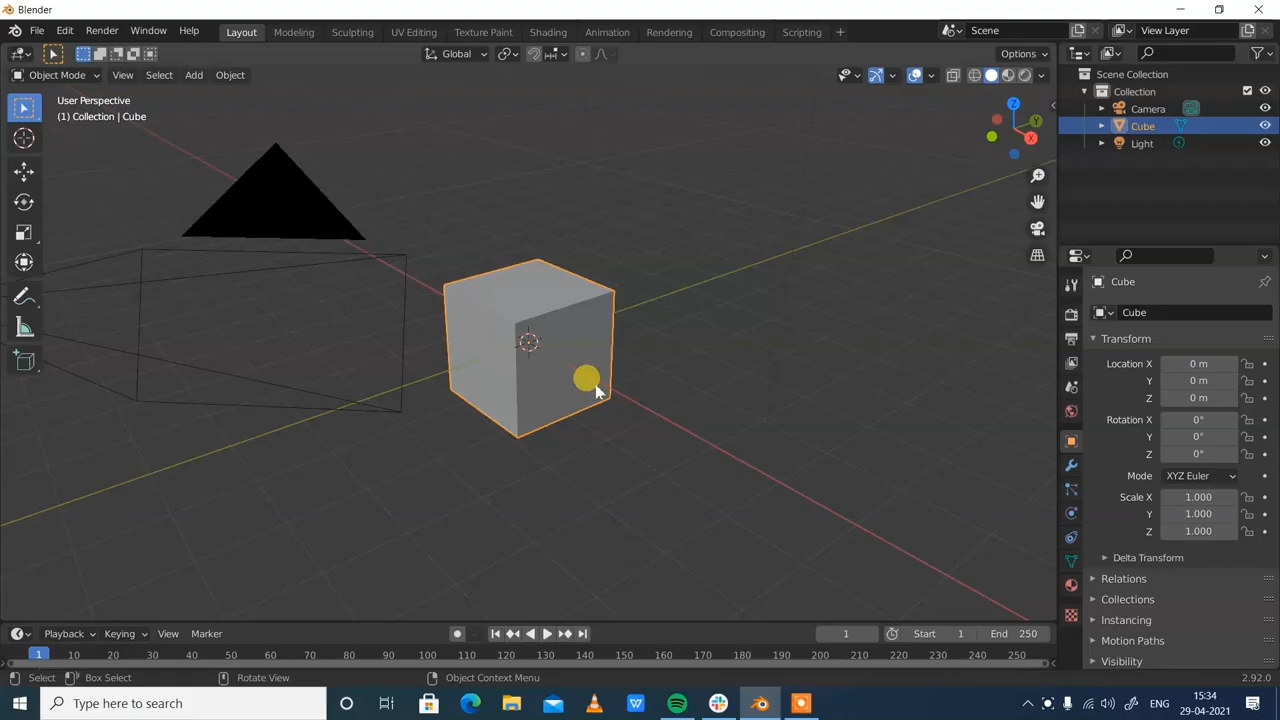 Blender
File Edit Render Window Help Layout Modeling Sculpting UV Editing Texture Paint Shading Animation Rendering Compositing Scripting + Scene View Layer
Global Options
Object Mode View Select Add Object
User Perspective
(1) Collection | Cube
Z
Y
X
Scene Collection
Collection
Camera
Cube
Light
Cube
Cube
Transform
Location X 0 m
Y 0 m
Z 0 m
Rotation X 0°
Y 0°
Z 0°
Mode XYZ Euler
Scale X 1.000
Y 1.000
Z 1.000
Delta Transform
Relations
Collections
Instancing
Motion Paths
Visibility
Playback Keying View Marker 1 Start 1 End 250
1 10 20 30 40 50 60 70 80 90 100 110 120 130 140 150 160 170 180 190 200 210 220 230 240 250
Select Box Select Rotate View Object Context Menu 2.92.0
Type here to search
W
ENG
15:34
29-04-2021